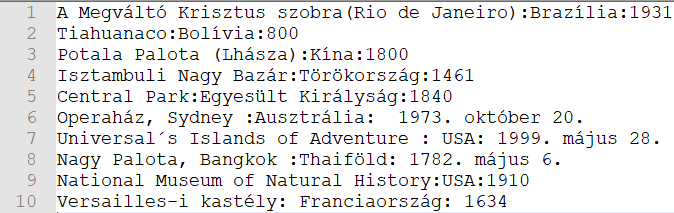 1 A Megváltó Krisztus szobra(Rio de Janeiro):Brazília:1931
2 Tiahuanaco:Bolívia:800
3 Potala Palota (Lhásza):Kína:1800
4 Isztambuli Nagy Bazár:Törökország:1461
5 Central Park:Egyesült Királyság:1840
6 Operaház, Sydney :Ausztrália:  1973. október 20.
7 Universal´s Islands of Adventure : USA: 1999. május 28.
8 Nagy Palota, Bangkok :Thaiföld: 1782. május 6.
9 National Museum of Natural History:USA:1910
10 Versailles-i kastély: Franciaország: 1634